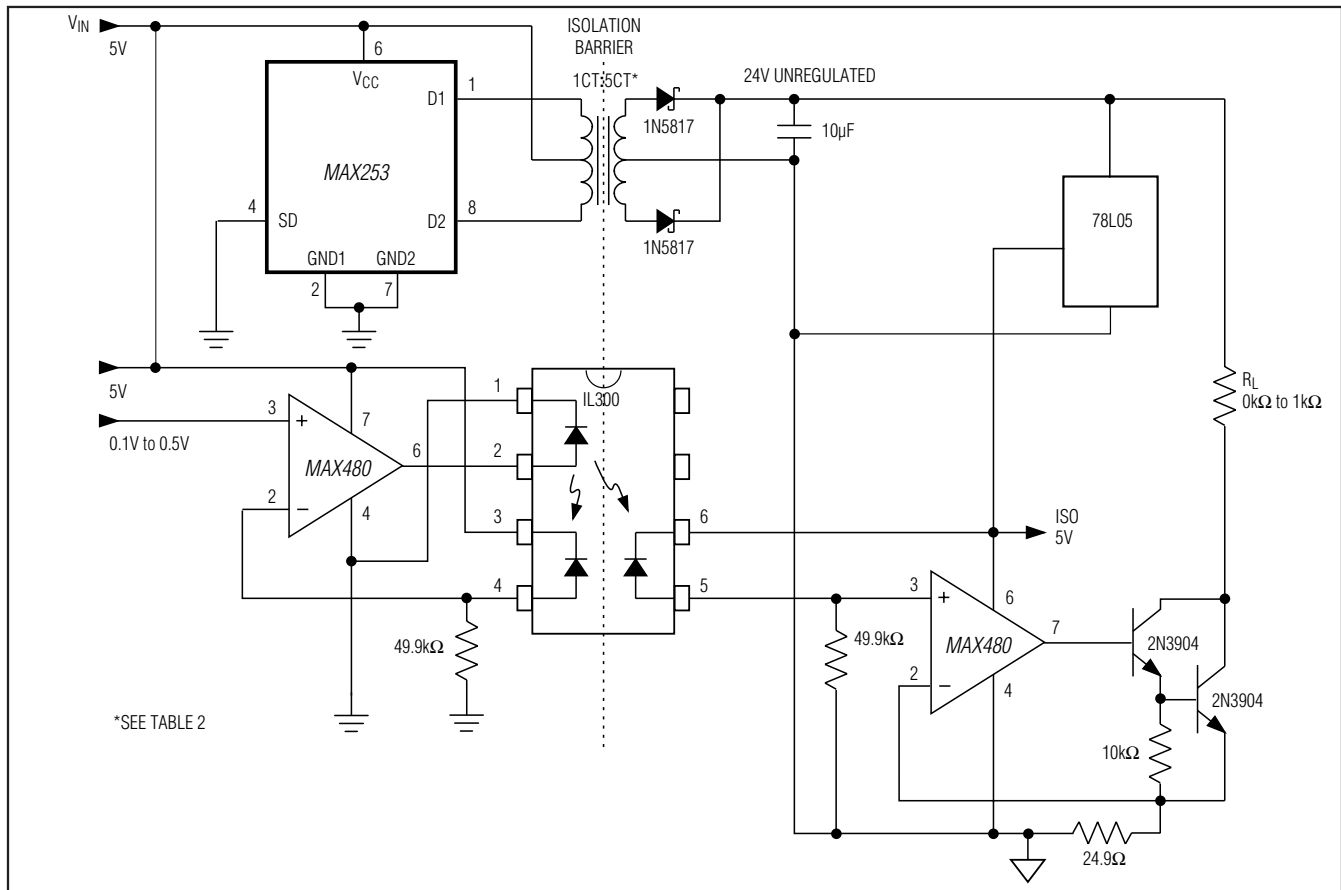 V_IN
5V
6
V_CC
D1
1
MAX253
4
SD
D2
8
GND1
GND2
2
7
ISOLATION
BARRIER
1CT:5CT*
1N5817
1N5817
24V UNREGULATED
10µF
78L05
R_L
0kΩ to 1kΩ
5V
0.1V to 0.5V
3
+
7
MAX480
6
2
−
4
49.9kΩ
1
IL300
2
3
4
6
5
ISO
5V
49.9kΩ
3
+
6
MAX480
7
2
−
4
2N3904
2N3904
10kΩ
24.9Ω
*SEE TABLE 2